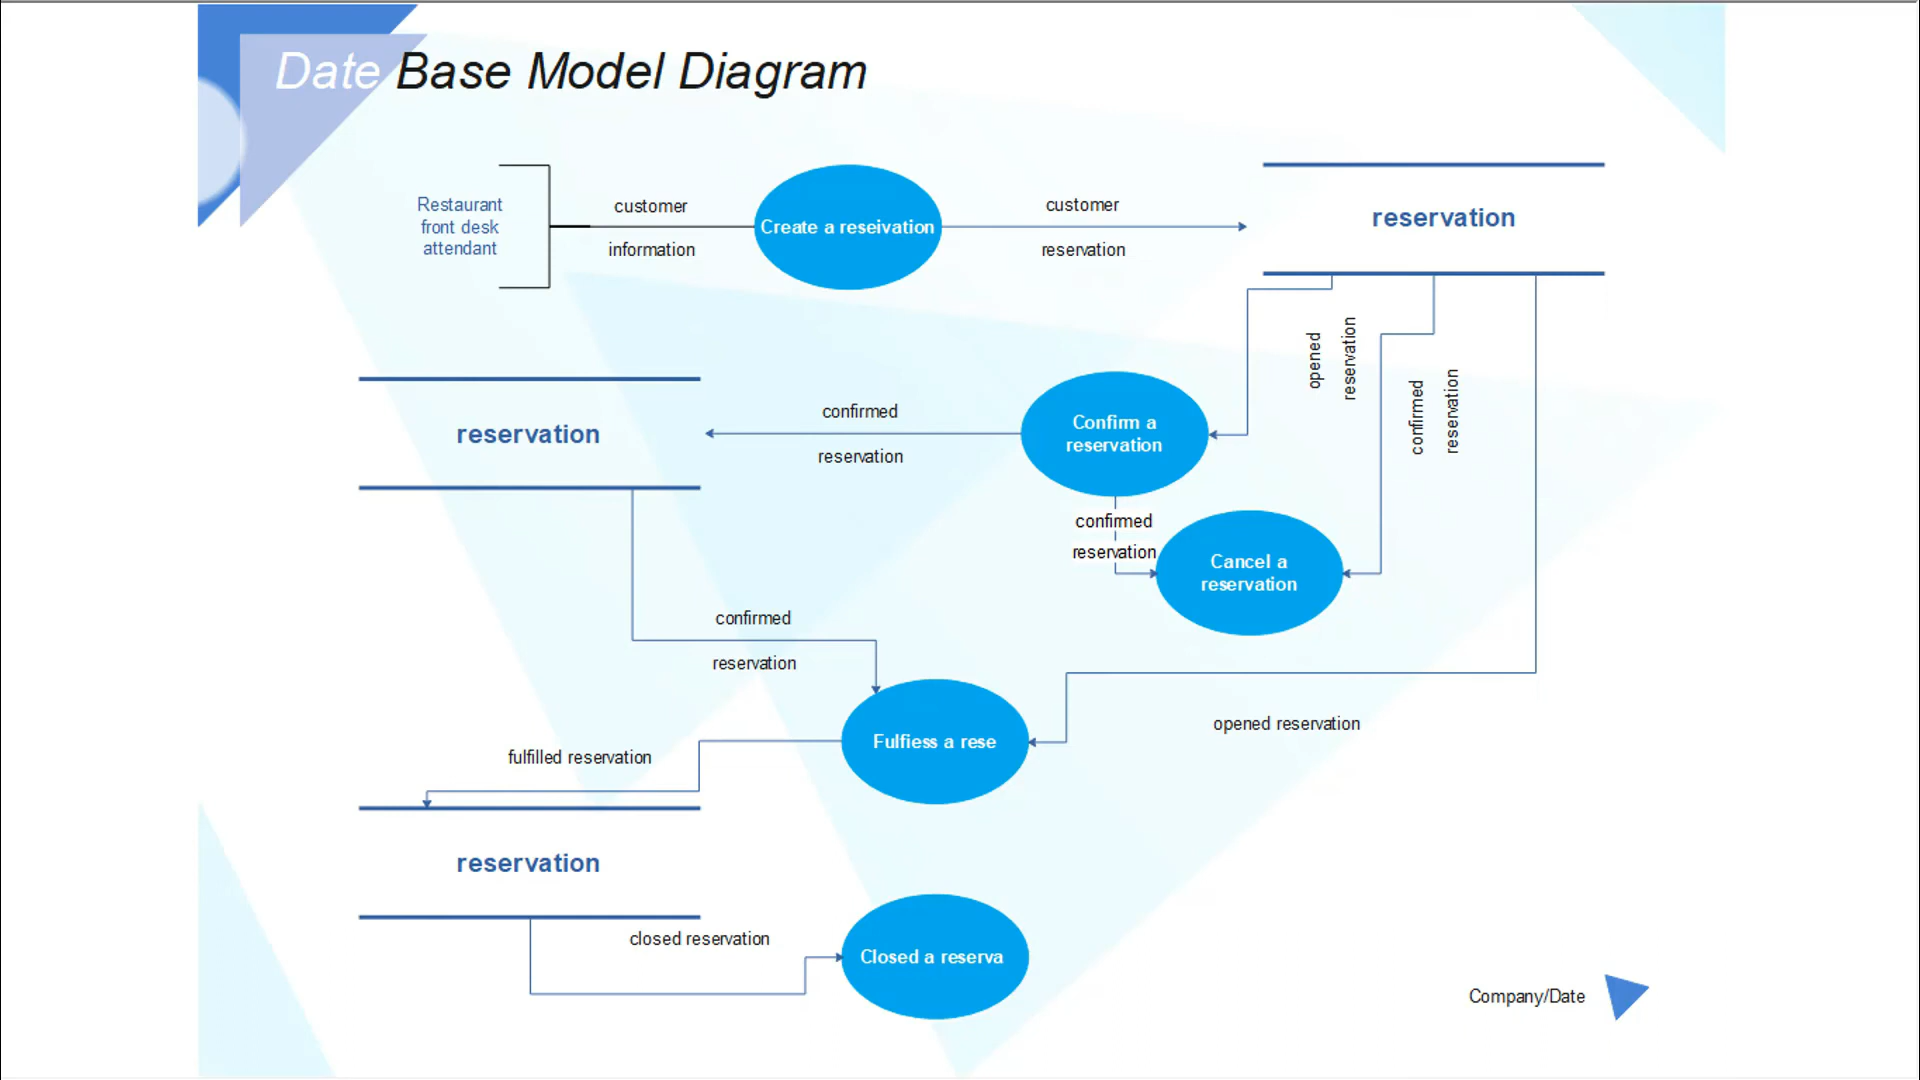 Date Base Model Diagram
Restaurant
front desk
attendant
customer
information
Create a reseivation
customer
reservation
reservation
opened
reservation
confirmed
reservation
reservation
confirmed
reservation
Confirm a
reservation
confirmed
reservation
Cancel a
reservation
confirmed
reservation
opened reservation
Fulfiess a rese
fulfilled reservation
reservation
closed reservation
Closed a reserva
Company/Date